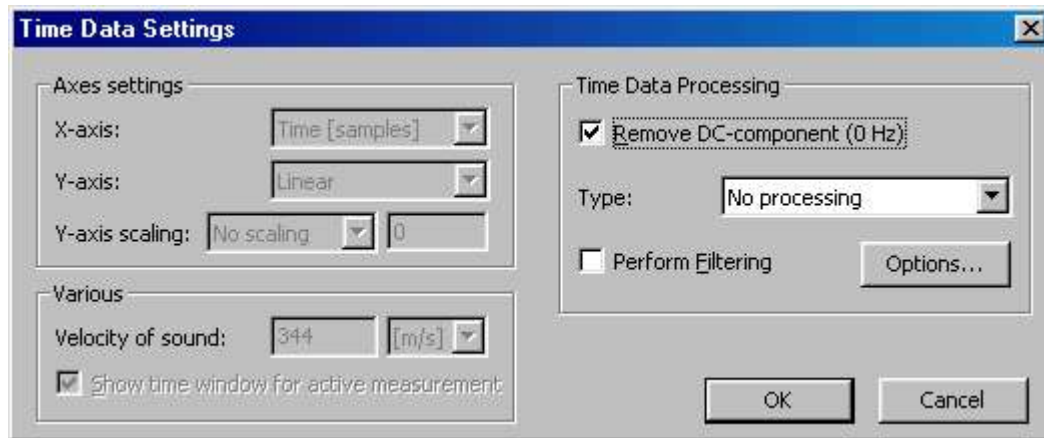 Time Data Settings
Axes settings
X-axis: Time [samples]
Y-axis: Linear
Y-axis scaling: No scaling 0
Various
Velocity of sound: 344 [m/s]
Show time window for active measurement
Time Data Processing
Remove DC-component (0 Hz)
Type: No processing
Perform Filtering Options...
OK Cancel